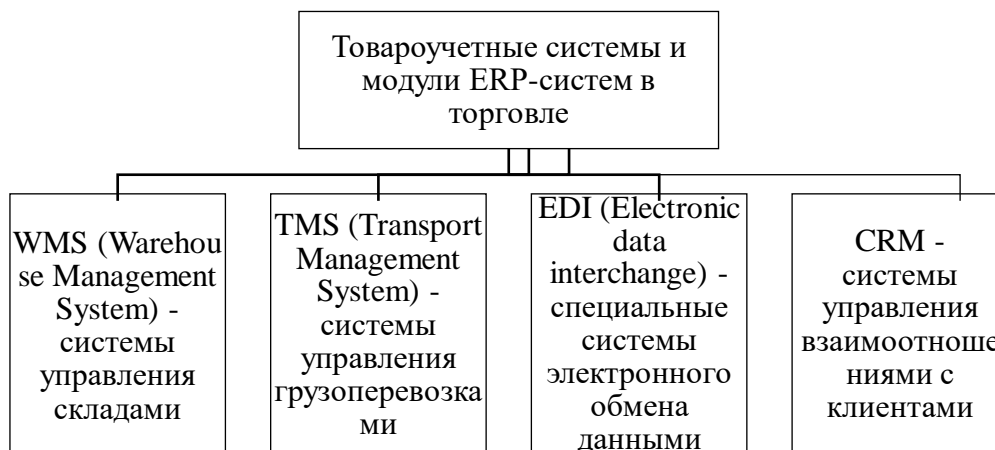 Товароучетные системы и
модули ERP-систем в
торговле
WMS (Warehou
se Management
System) -
системы
управления
складами
TMS (Transport
Management
System) -
системы
управления
грузоперевозка
ми
EDI (Electronic
data
interchange) -
специальные
системы
электронного
обмена
данными
CRM -
системы
управления
взаимоотноше
ниями с
клиентами